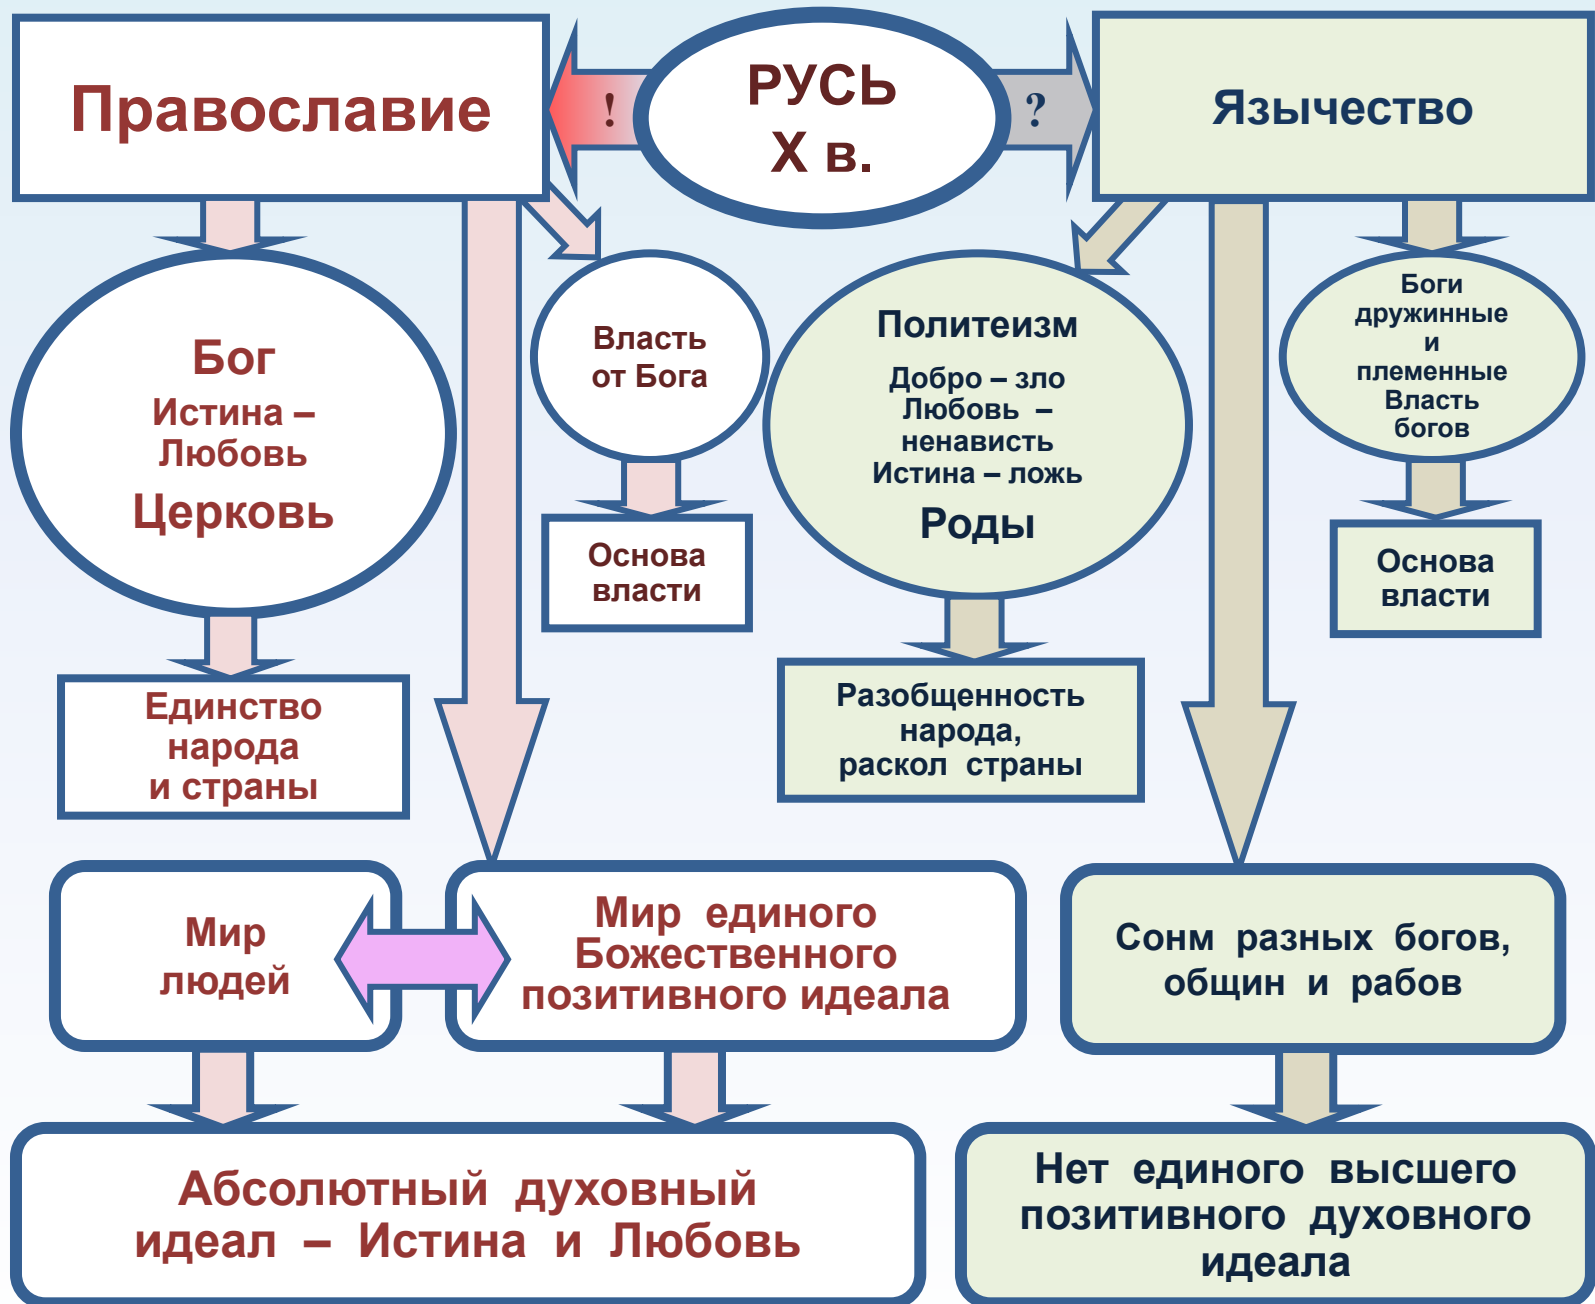 Православие
!
РУСЬ
X в.
?
Язычество
Бог
Истина –
Любовь
Церковь
Власть
от Бога
Политеизм
Добро – зло
Любовь –
ненависть
Истина – ложь
Роды
Боги
дружинные
и
племенные
Власть
богов
Основа
власти
Основа
власти
Единство
народа
и страны
Разобщенность
народа,
раскол страны
Мир
людей
Мир единого
Божественного
позитивного идеала
Сонм разных богов,
общин и рабов
Абсолютный духовный
идеал – Истина и Любовь
Нет единого высшего
позитивного духовного
идеала